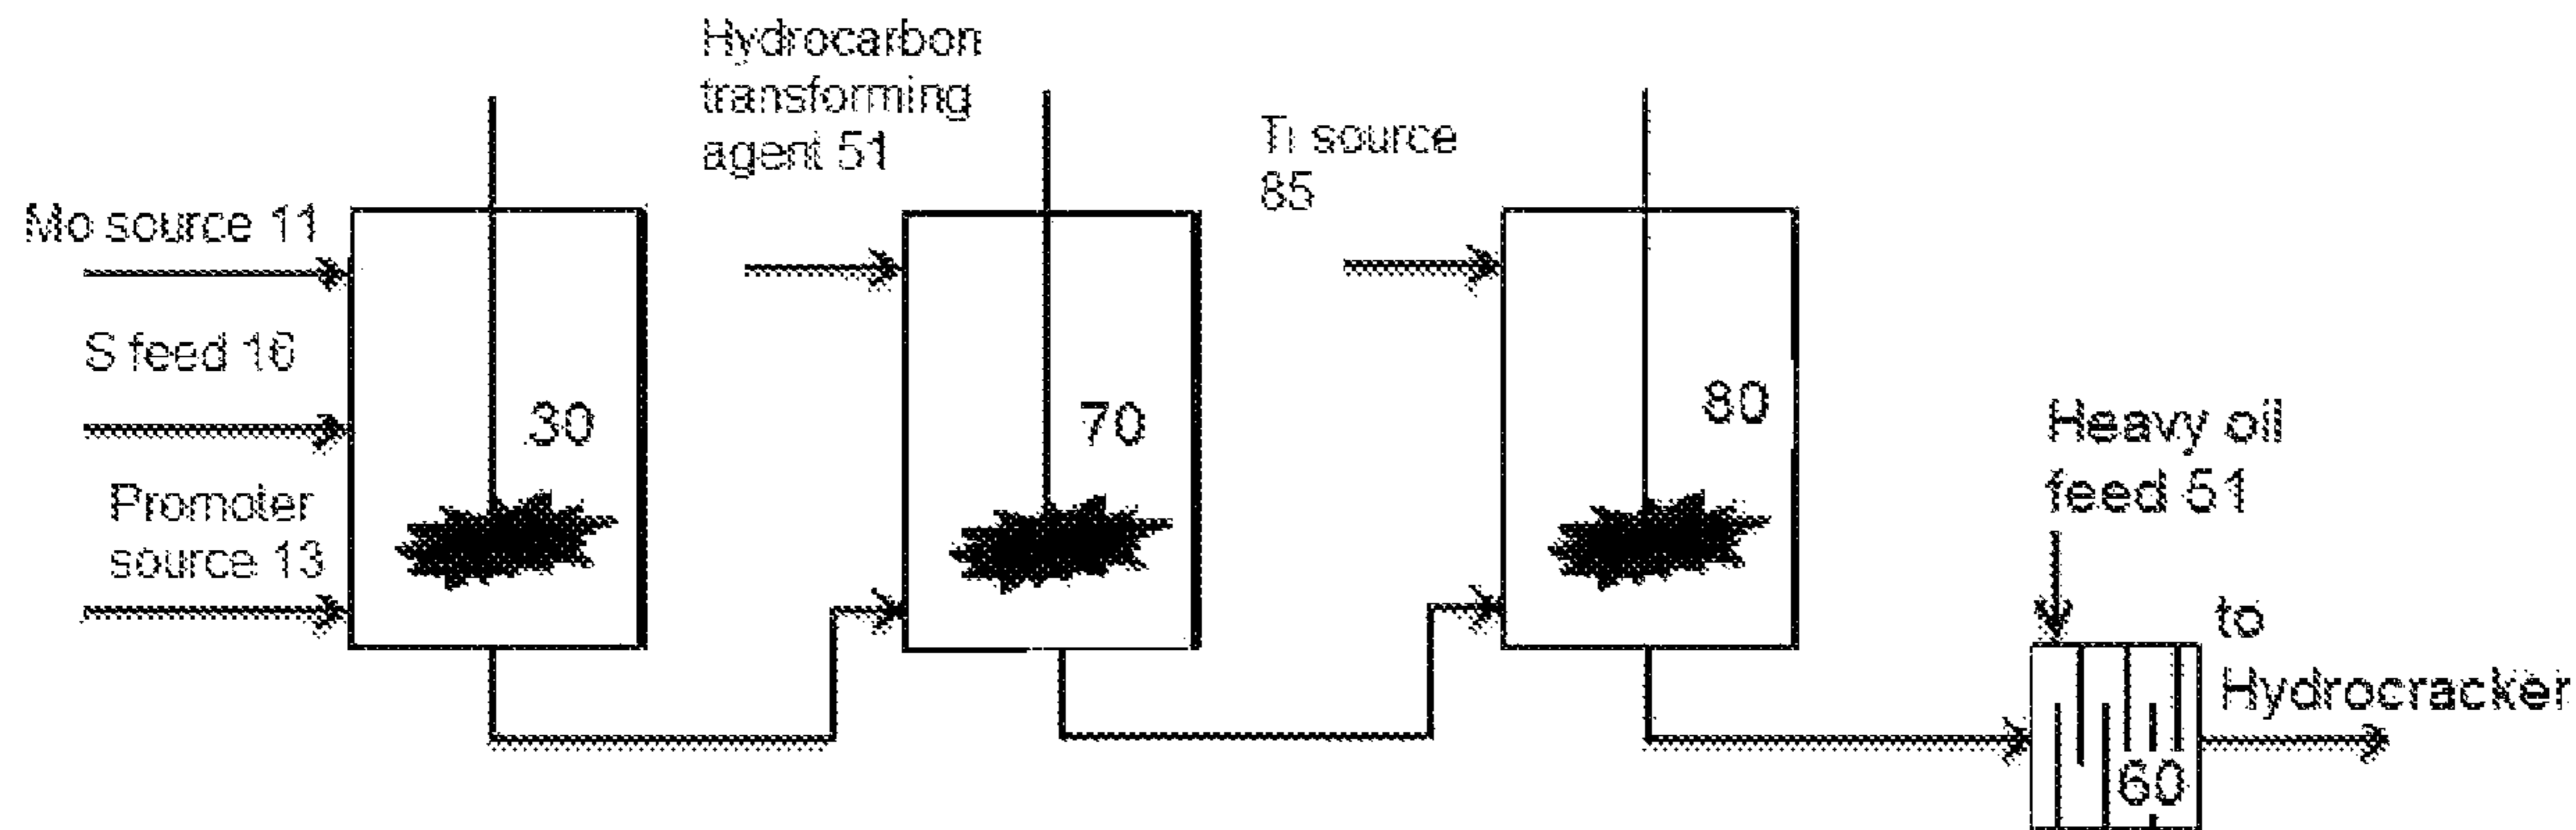 Hydrocarbon
transforming
agent 51
Ti source
85
Mo source 11
S feed 16
Promoter
source 13
30
70
80
Heavy oil
feed 51
to
Hydrocracker
60